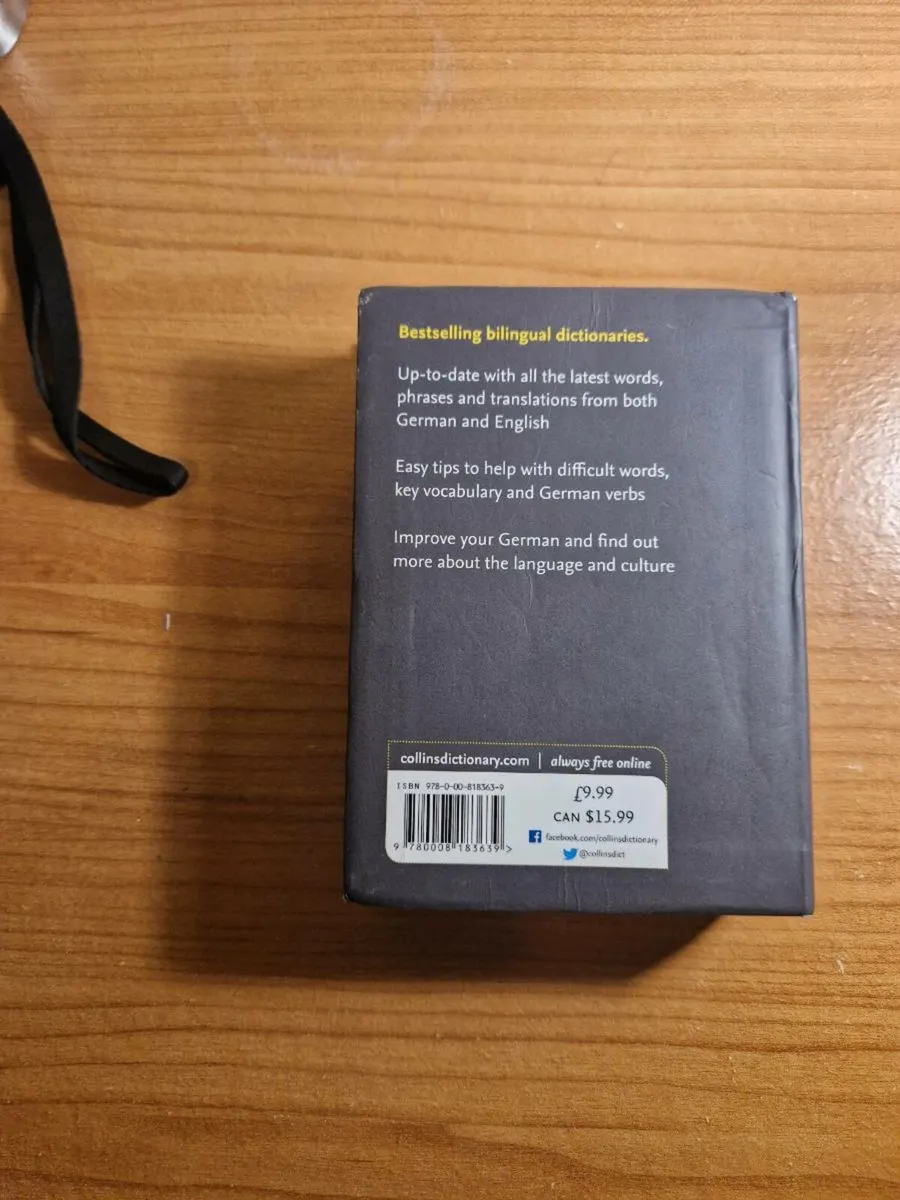 Bestselling bilingual dictionaries.
Up-to-date with all the latest words,
phrases and translations from both
German and English
Easy tips to help with difficult words,
key vocabulary and German verbs
Improve your German and find out
more about the language and culture
collinsdictionary.com | always free online
ISBN 978-0-00-818363-9
£9.99
CAN $15.99
facebook.com/collinsdictionary
@collinsdict
9 780008 183639 >